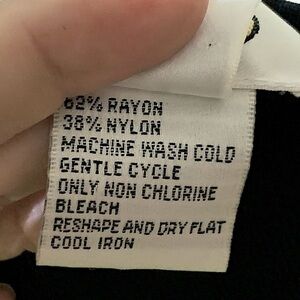 62% RAYON
38% NYLON
MACHINE WASH COLD
GENTLE CYCLE
ONLY NON CHLORINE
BLEACH
RESHAPE AND DRY FLAT
COOL IRON